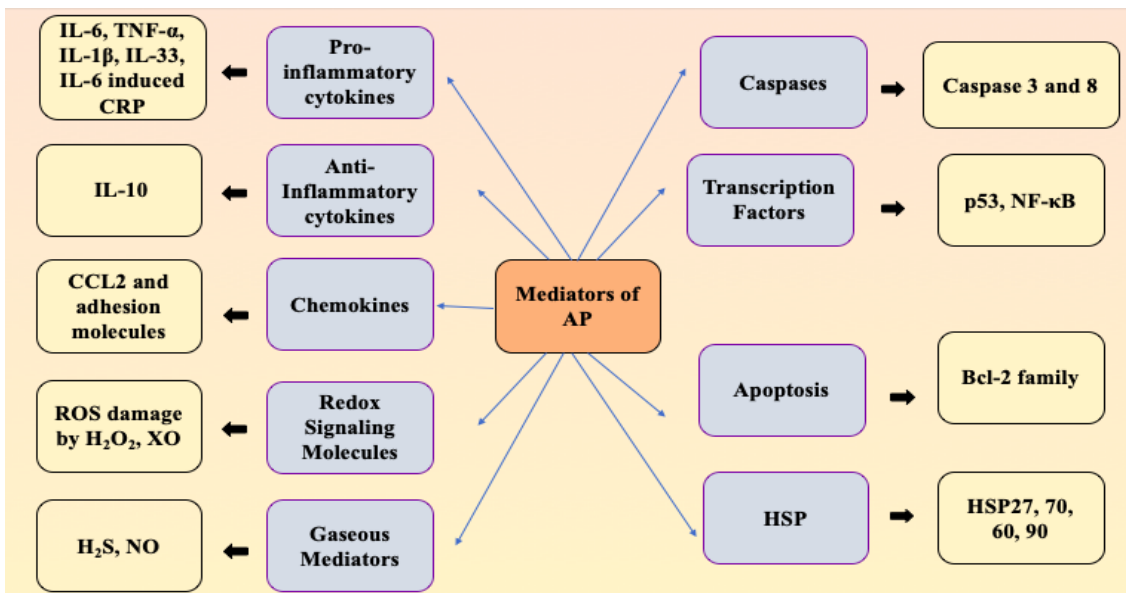 IL-6, TNF-α,
IL-1β, IL-33,
IL-6 induced
CRP
Pro-
inflammatory
cytokines
IL-10
Anti-
Inflammatory
cytokines
CCL2 and
adhesion
molecules
Chemokines
ROS damage
by H₂O₂, XO
Redox
Signaling
Molecules
H₂S, NO
Gaseous
Mediators
Mediators of
AP
Caspases
Caspase 3 and 8
Transcription
Factors
p53, NF-κB
Apoptosis
Bcl-2 family
HSP
HSP27, 70,
60, 90